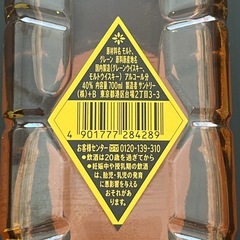 原材料名 モルト、
グレーン 原料原産地名
国内製造(グレーンウイスキー、
モルトウイスキー) アルコール分
40% 内容量700ml 製造者 サントリー
(株)+B 東京都港区台場2丁目3-3
4 901777 284289
お客様センター 0120-139-310
•飲酒は20歳を過ぎてから
•妊娠中や授乳期の飲酒
は、胎児・乳児の発育
に悪影響を与える
おそれが
あります